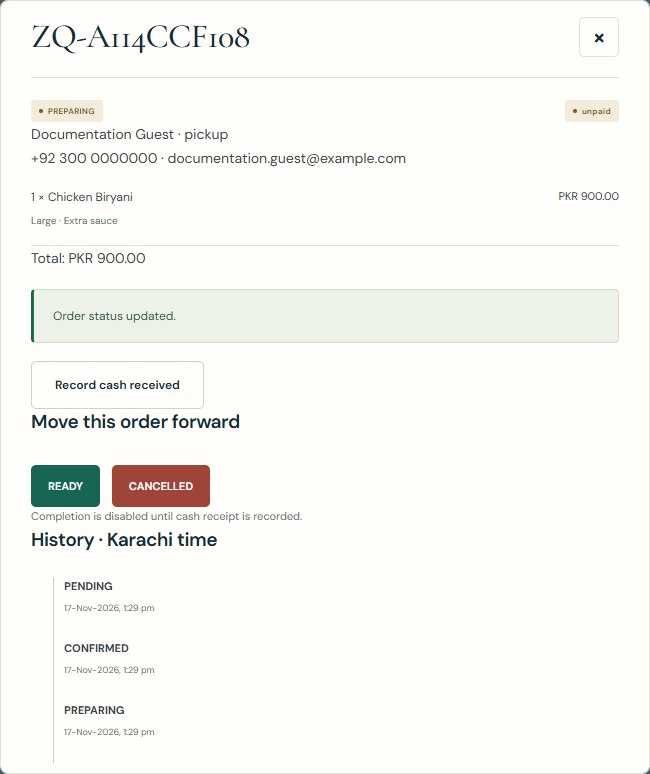 ZQ-A114CCF108
×
PREPARING
unpaid
Documentation Guest · pickup
+92 300 0000000 · documentation.guest@example.com
1 × Chicken Biryani PKR 900.00
Large · Extra sauce
Total: PKR 900.00
Order status updated.
Record cash received
Move this order forward
READY CANCELLED
Completion is disabled until cash receipt is recorded.
History · Karachi time
PENDING
17-Nov-2026, 1:29 pm
CONFIRMED
17-Nov-2026, 1:29 pm
PREPARING
17-Nov-2026, 1:29 pm